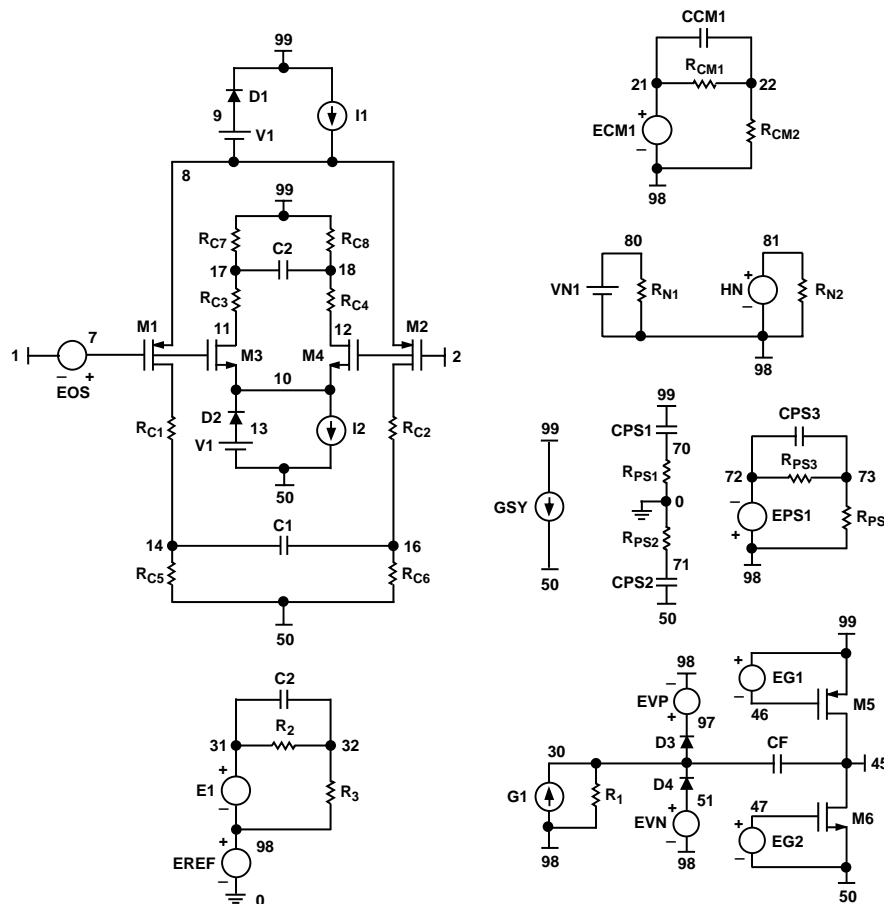 99
D1
9
V1
I1
8
99
RC7
C2
RC8
17
18
RC3
RC4
7
M1
11
12
M2
1
M3
M4
2
EOS
– +
10
D2
13
RC1
V1
I2
RC2
50
C1
14
16
RC5
RC6
50
C2
R2
31
32
+
E1
–
R3
98
+
EREF
–
0
CCM1
RCM1
21
22
+
ECM1
–
RCM2
98
80
81
VN1
RN1
+
HN
–
RN2
98
99
CPS1
70
RPS1
0
RPS2
71
CPS2
50
99
GSY
50
CPS3
RPS3
72
73
–
EPS1
+
RPS
98
99
98
–
EVP
+
97
+
EG1
–
46
M5
D3
30
CF
45
G1
R1
D4
51
+
EVN
–
47
+
EG2
–
M6
98
98
50